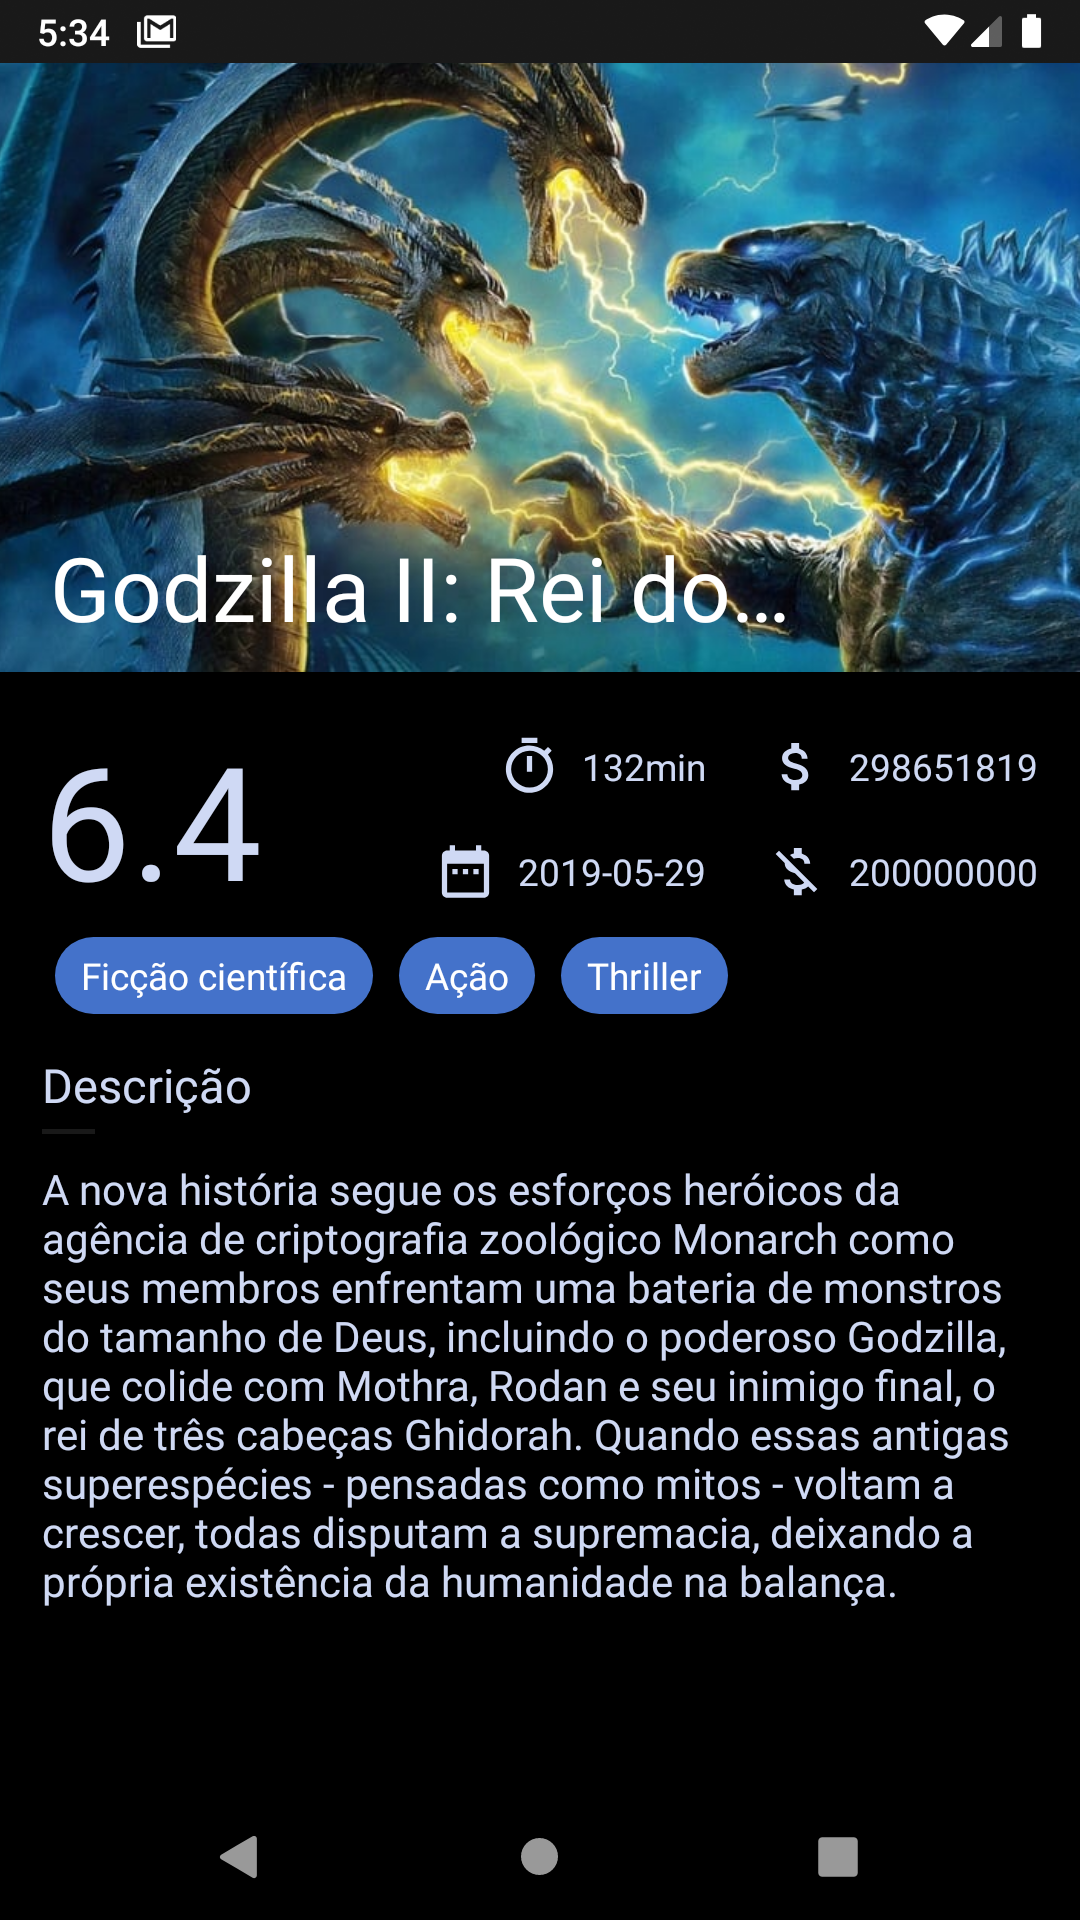 5:34
Godzilla II: Rei do…
6.4
132min
298651819
2019-05-29
200000000
Ficção científica
Ação
Thriller
Descrição
A nova história segue os esforços heróicos da
agência de criptografia zoológico Monarch como
seus membros enfrentam uma bateria de monstros
do tamanho de Deus, incluindo o poderoso Godzilla,
que colide com Mothra, Rodan e seu inimigo final, o
rei de três cabeças Ghidorah. Quando essas antigas
superespécies - pensadas como mitos - voltam a
crescer, todas disputam a supremacia, deixando a
própria existência da humanidade na balança.